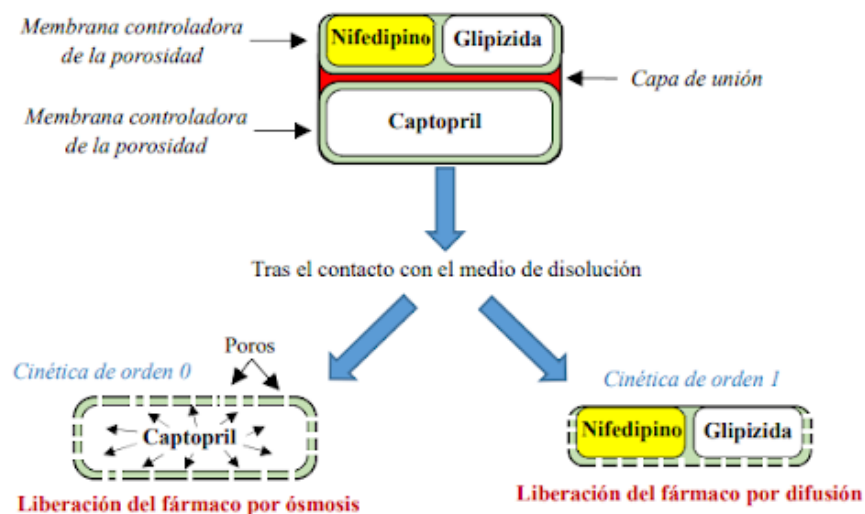 Membrana controladora
de la porosidad
Nifedipino
Glipizida
Capa de unión
Membrana controladora
de la porosidad
Captopril
Tras el contacto con el medio de disolución
Cinética de orden 0
Poros
Captopril
Liberación del fármaco por ósmosis
Cinética de orden 1
Nifedipino
Glipizida
Liberación del fármaco por difusión